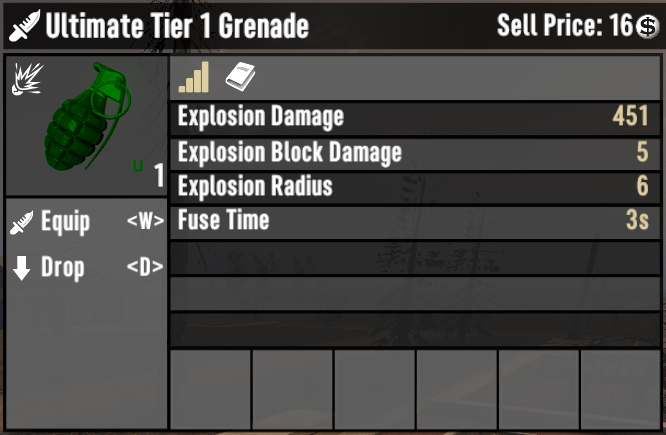 Ultimate Tier 1 Grenade
Sell Price: 16
u 1
Explosion Damage 451
Explosion Block Damage 5
Explosion Radius 6
Fuse Time 3s
Equip <W>
Drop <D>